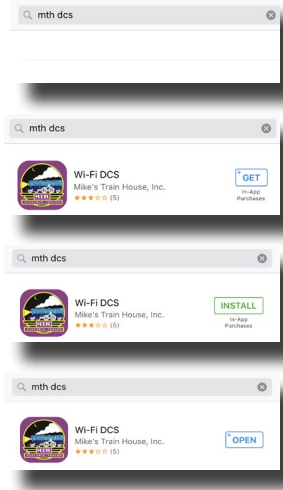 mth dcs
mth dcs
Wi-Fi DCS
Mike's Train House, Inc.
(5)
+ GET
In-App
Purchases
mth dcs
Wi-Fi DCS
Mike's Train House, Inc.
(5)
INSTALL
In-App
Purchases
mth dcs
Wi-Fi DCS
Mike's Train House, Inc.
(5)
+ OPEN